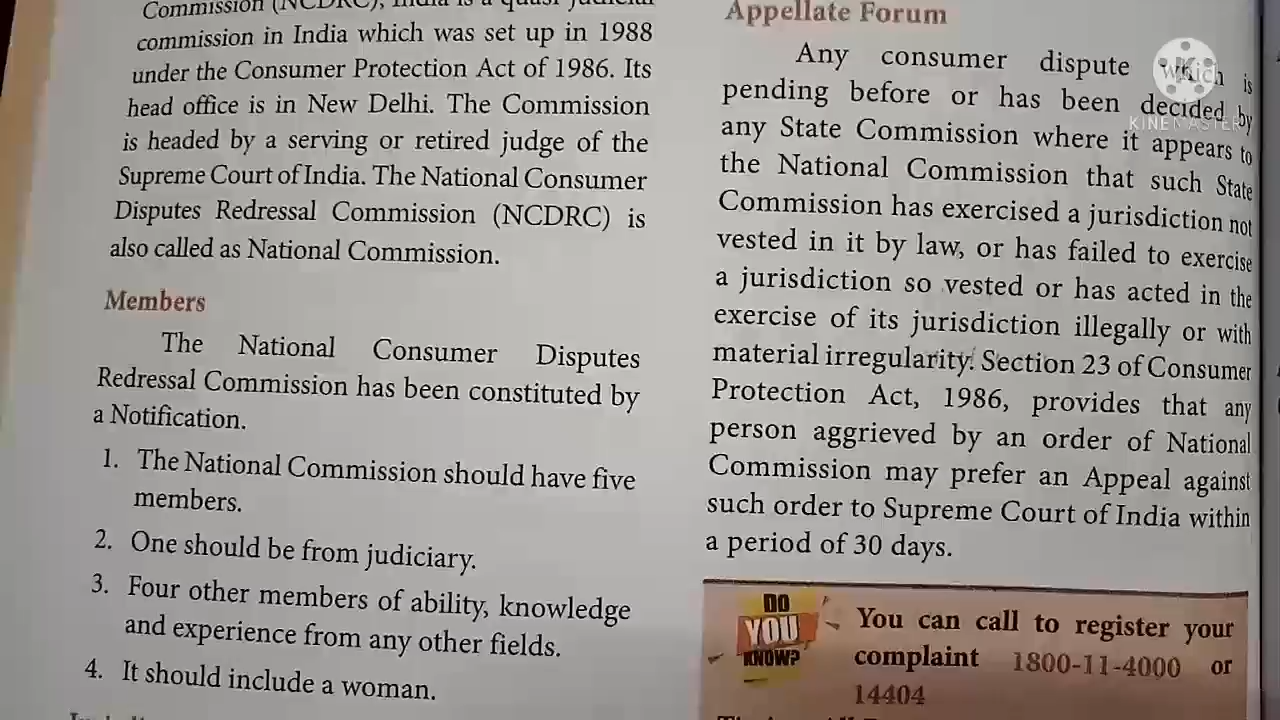 Commission (NCDRC), India is a quasi judicial
commission in India which was set up in 1988
under the Consumer Protection Act of 1986. Its
head office is in New Delhi. The Commission
is headed by a serving or retired judge of the
Supreme Court of India. The National Consumer
Disputes Redressal Commission (NCDRC) is
also called as National Commission.
Members
The National Consumer Disputes
Redressal Commission has been constituted by
a Notification.
1. The National Commission should have five
members.
2. One should be from judiciary.
3. Four other members of ability, knowledge
and experience from any other fields.
4. It should include a woman.
Appellate Forum
Any consumer dispute which is
pending before or has been decided by
any State Commission where it appears to
the National Commission that such State
Commission has exercised a jurisdiction not
vested in it by law, or has failed to exercise
a jurisdiction so vested or has acted in the
exercise of its jurisdiction illegally or with
material irregularity. Section 23 of Consumer
Protection Act, 1986, provides that any
person aggrieved by an order of National
Commission may prefer an Appeal against
such order to Supreme Court of India within
a period of 30 days.
DO
YOU
KNOW?
You can call to register your
complaint 1800-11-4000 or
14404
KINEMASTER